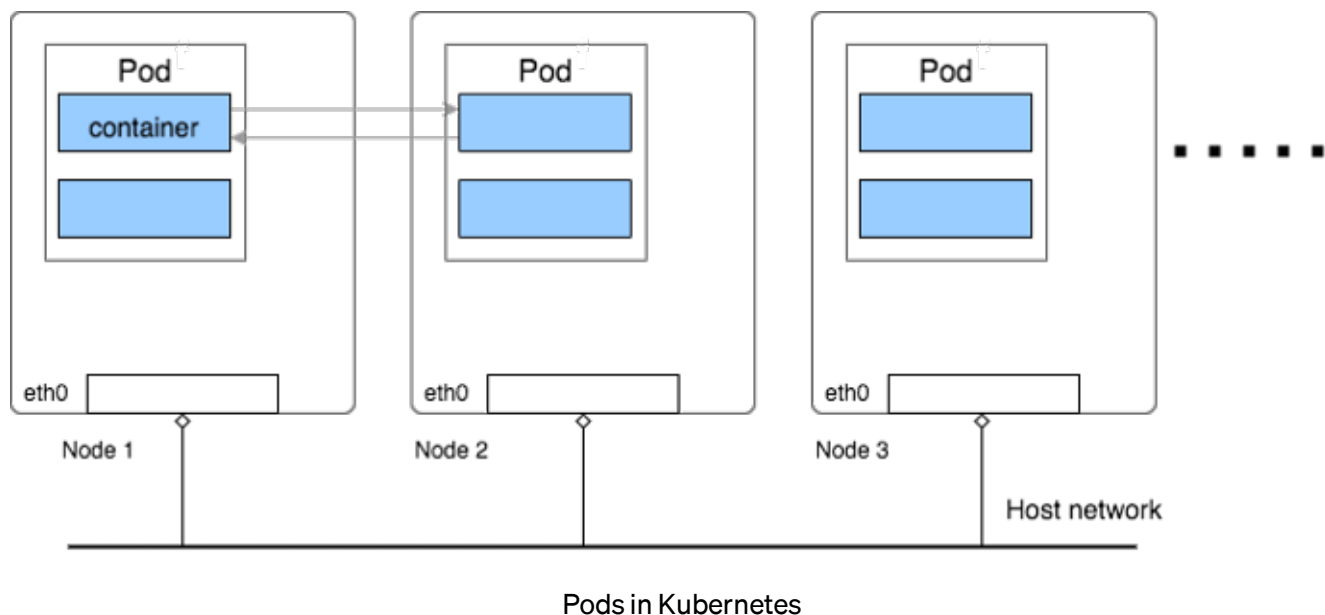 Pod
Pod
Pod
container
eth0
eth0
eth0
Node 1
Node 2
Node 3
Host network
Pods in Kubernetes